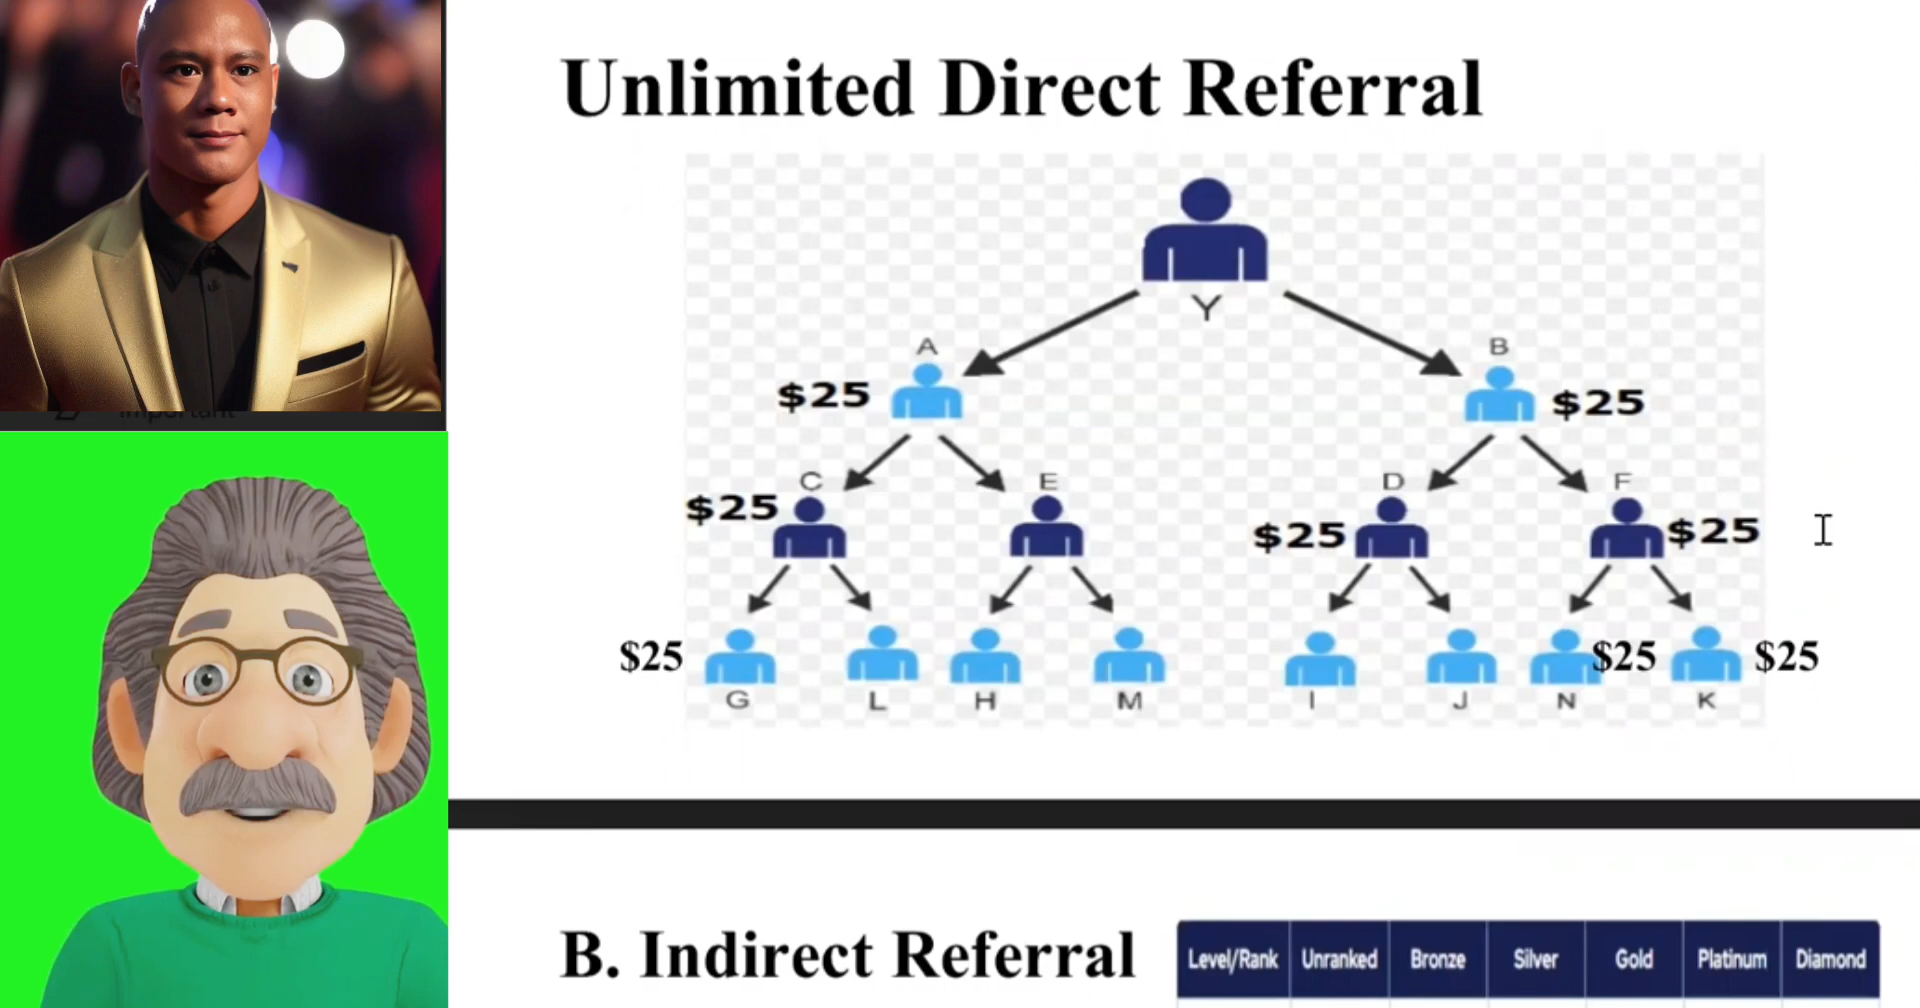 Unlimited Direct Referral
Y
A B
$25 $25
C E D F
$25 $25 $25
$25 $25 $25
G L H M I J N K
Important
B. Indirect Referral
Level/Rank Unranked Bronze Silver Gold Platinum Diamond